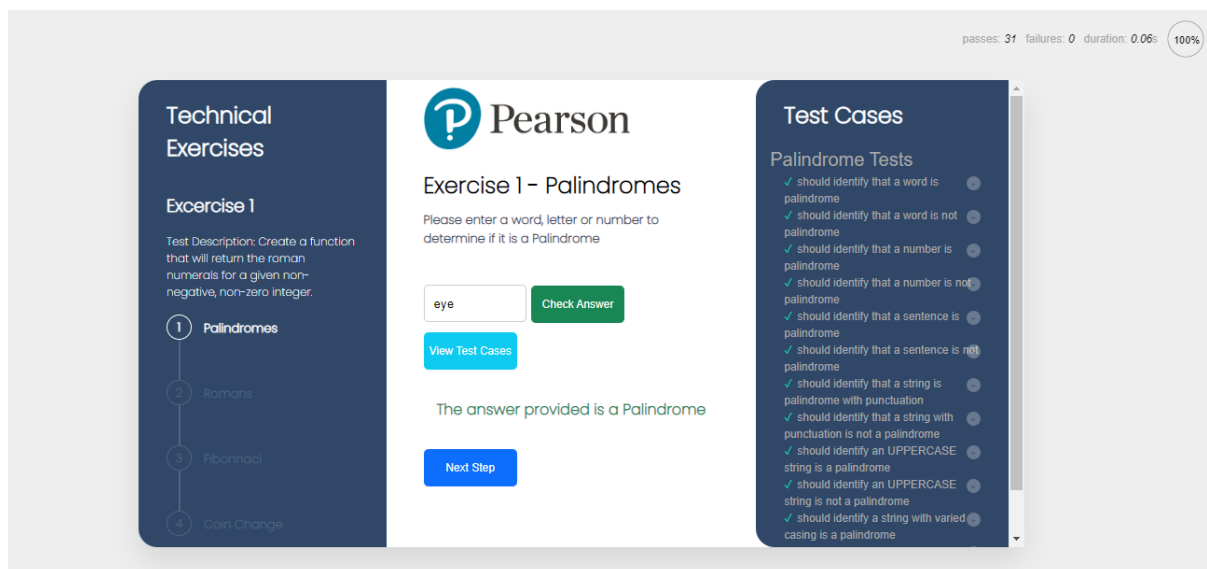 passes: 31 failures: 0 duration: 0.06s 100%
Technical
Exercises
Excercise 1
Test Description: Create a function
that will return the roman
numerals for a given non-
negative, non-zero integer.
1 Palindromes
2 Romans
3 Fibonnaci
4 Coin Change
Pearson
Exercise 1 - Palindromes
Please enter a word, letter or number to
determine if it is a Palindrome
eye Check Answer
View Test Cases
The answer provided is a Palindrome
Next Step
Test Cases
Palindrome Tests
✓ should identify that a word is
palindrome
✓ should identify that a word is not
palindrome
✓ should identify that a number is
palindrome
✓ should identify that a number is not
palindrome
✓ should identify that a sentence is
palindrome
✓ should identify that a sentence is not
palindrome
✓ should identify that a string is
palindrome with punctuation
✓ should identify that a string with
punctuation is not a palindrome
✓ should identify an UPPERCASE
string is a palindrome
✓ should identify an UPPERCASE
string is not a palindrome
✓ should identify a string with varied
casing is a palindrome